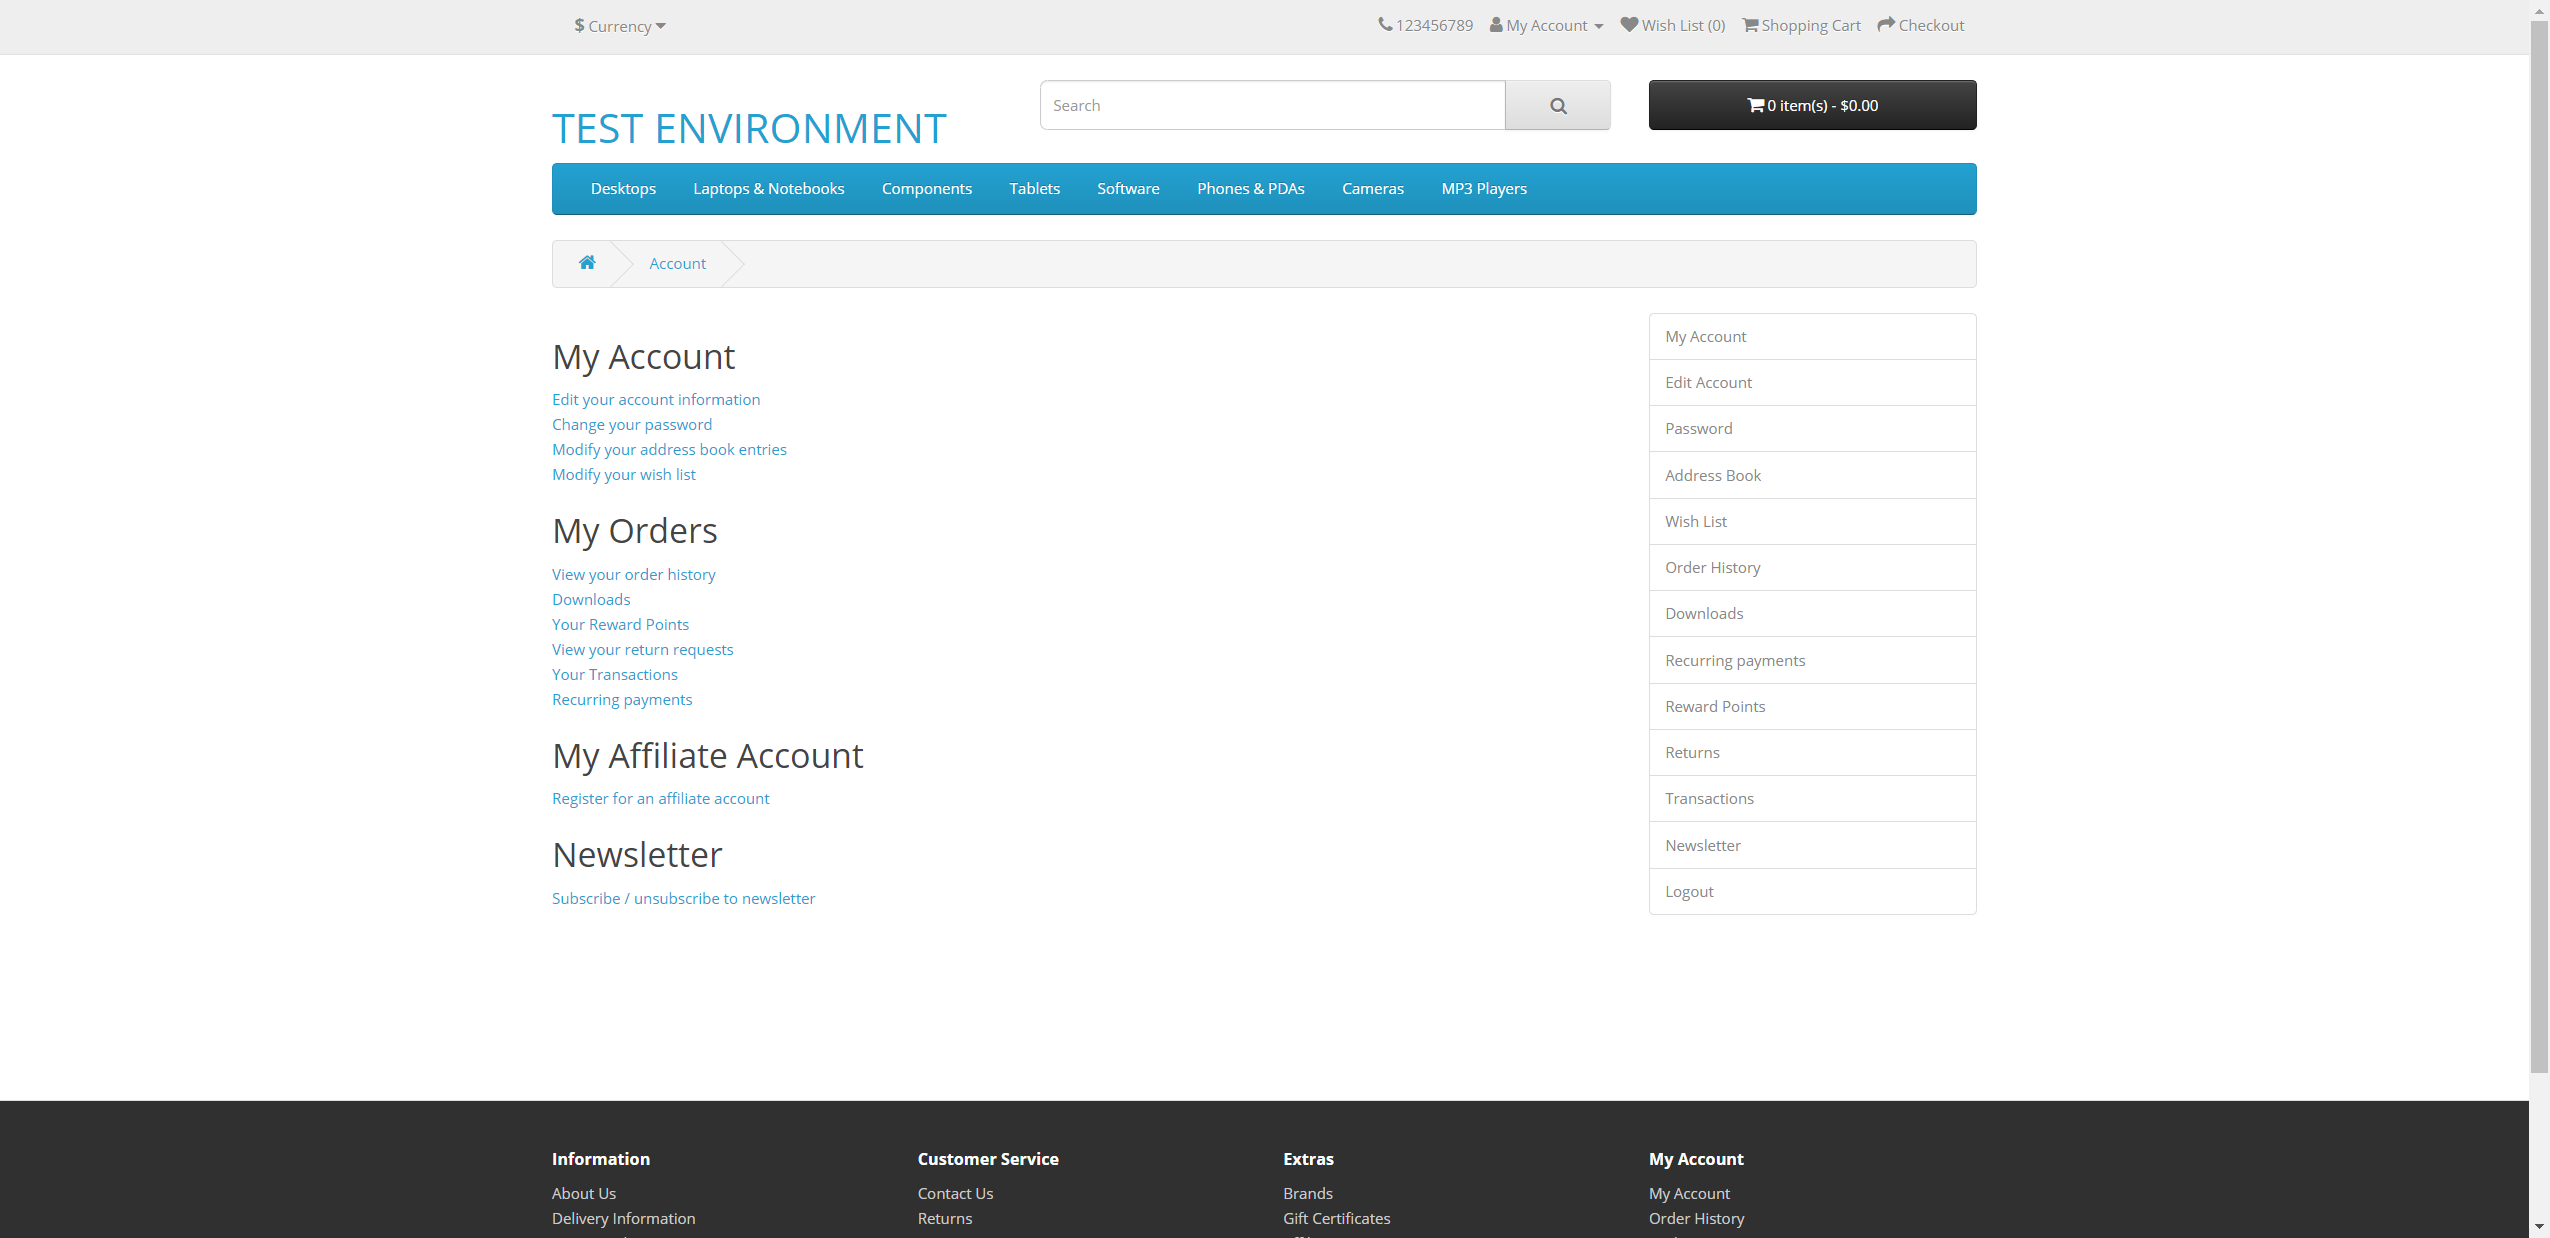 $ Currency
123456789 My Account Wish List (0) Shopping Cart Checkout
TEST ENVIRONMENT
Search
0 item(s) - $0.00
Desktops Laptops & Notebooks Components Tablets Software Phones & PDAs Cameras MP3 Players
Account
My Account
Edit your account information
Change your password
Modify your address book entries
Modify your wish list
My Orders
View your order history
Downloads
Your Reward Points
View your return requests
Your Transactions
Recurring payments
My Affiliate Account
Register for an affiliate account
Newsletter
Subscribe / unsubscribe to newsletter
My Account
Edit Account
Password
Address Book
Wish List
Order History
Downloads
Recurring payments
Reward Points
Returns
Transactions
Newsletter
Logout
Information
About Us
Delivery Information
Customer Service
Contact Us
Returns
Extras
Brands
Gift Certificates
My Account
My Account
Order History